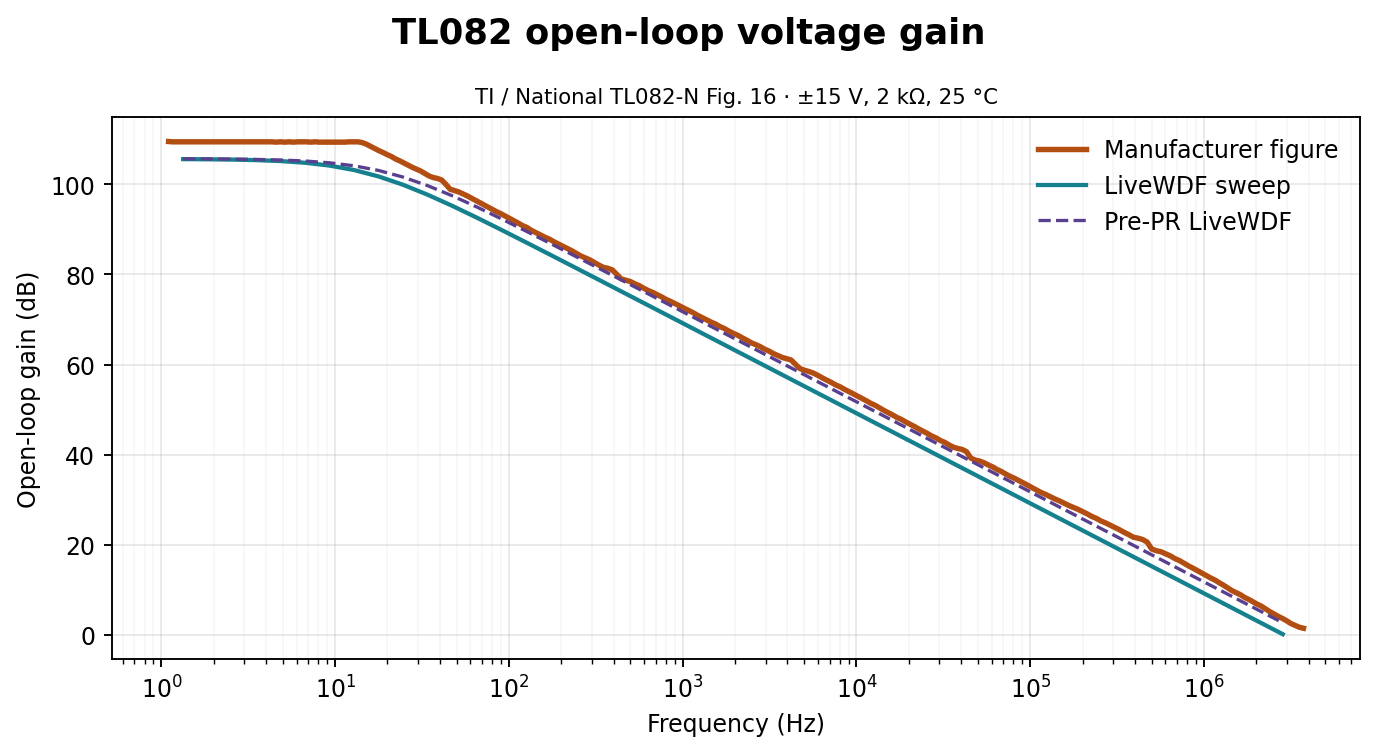 TL082 open-loop voltage gain
TI / National TL082-N Fig. 16 · ±15 V, 2 kΩ, 25 °C
Manufacturer figure
LiveWDF sweep
Pre-PR LiveWDF
Open-loop gain (dB)
100
80
60
40
20
0
10⁰ 10¹ 10² 10³ 10⁴ 10⁵ 10⁶
Frequency (Hz)